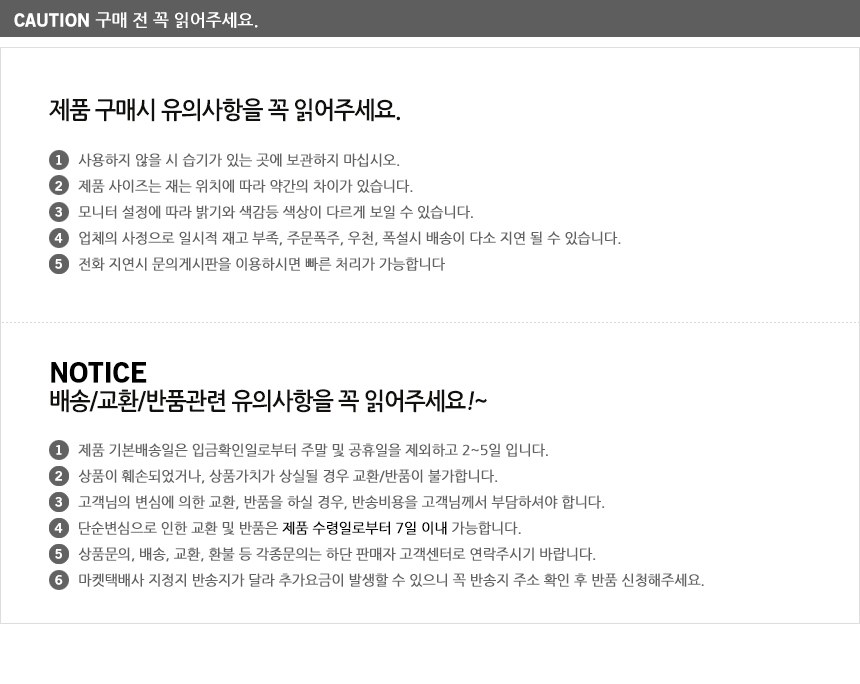 CAUTION 구매 전 꼭 읽어주세요.
제품 구매시 유의사항을 꼭 읽어주세요.
1 사용하지 않을 시 습기가 있는 곳에 보관하지 마십시오.
2 제품 사이즈는 재는 위치에 따라 약간의 차이가 있습니다.
3 모니터 설정에 따라 밝기와 색감등 색상이 다르게 보일 수 있습니다.
4 업체의 사정으로 일시적 재고 부족, 주문폭주, 우천, 폭설시 배송이 다소 지연 될 수 있습니다.
5 전화 지연시 문의게시판을 이용하시면 빠른 처리가 가능합니다
NOTICE
배송/교환/반품관련 유의사항을 꼭 읽어주세요!~
1 제품 기본배송일은 입금확인일로부터 주말 및 공휴일을 제외하고 2~5일 입니다.
2 상품이 훼손되었거나, 상품가치가 상실될 경우 교환/반품이 불가합니다.
3 고객님의 변심에 의한 교환, 반품을 하실 경우, 반송비용을 고객님께서 부담하셔야 합니다.
4 단순변심으로 인한 교환 및 반품은 제품 수령일로부터 7일 이내 가능합니다.
5 상품문의, 배송, 교환, 환불 등 각종문의는 하단 판매자 고객센터로 연락주시기 바랍니다.
6 마켓택배사 지정지 반송지가 달라 추가요금이 발생할 수 있으니 꼭 반송지 주소 확인 후 반품 신청해주세요.